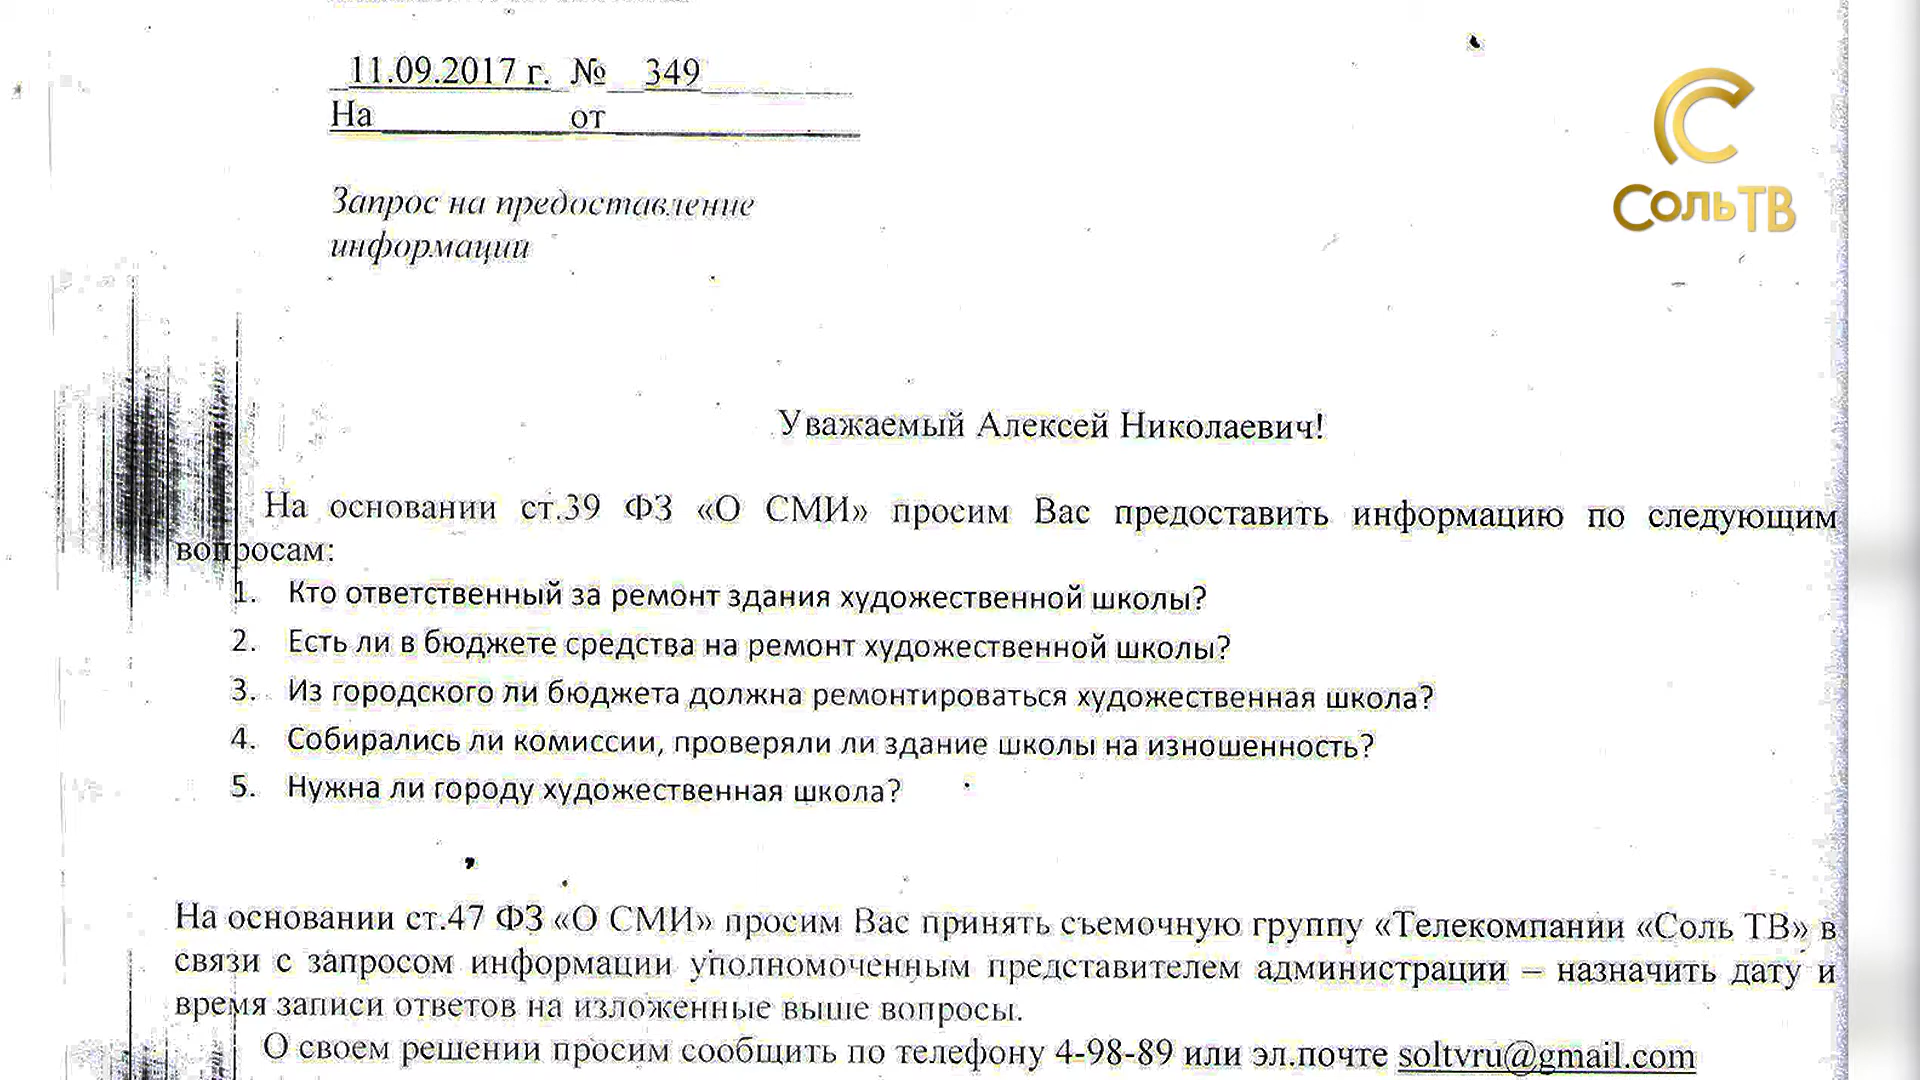 11.09.2017 г. № 349
На от
Запрос на предоставление
информации
Соль ТВ
Уважаемый Алексей Николаевич!
На основании ст.39 ФЗ «О СМИ» просим Вас предоставить информацию по следующим
вопросам:
1. Кто ответственный за ремонт здания художественной школы?
2. Есть ли в бюджете средства на ремонт художественной школы?
3. Из городского ли бюджета должна ремонтироваться художественная школа?
4. Собирались ли комиссии, проверяли ли здание школы на изношенность?
5. Нужна ли городу художественная школа?
На основании ст.47 ФЗ «О СМИ» просим Вас принять съемочную группу «Телекомпании «Соль ТВ» в
связи с запросом информации уполномоченным представителем администрации – назначить дату и
время записи ответов на изложенные выше вопросы.
О своем решении просим сообщить по телефону 4-98-89 или эл.почте soltvru@gmail.com